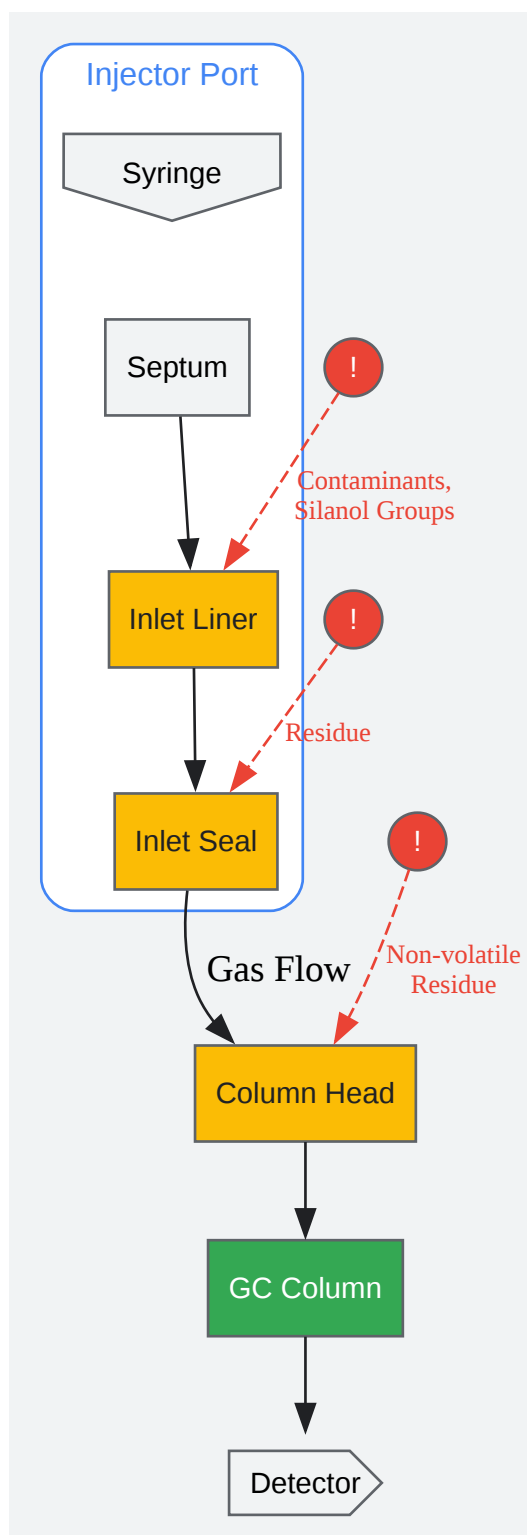 Injector Port
Syringe
Septum
!
Contaminants,
Silanol Groups
Inlet Liner
!
Residue
Inlet Seal
!
Gas Flow
Non-volatile
Residue
Column Head
GC Column
Detector